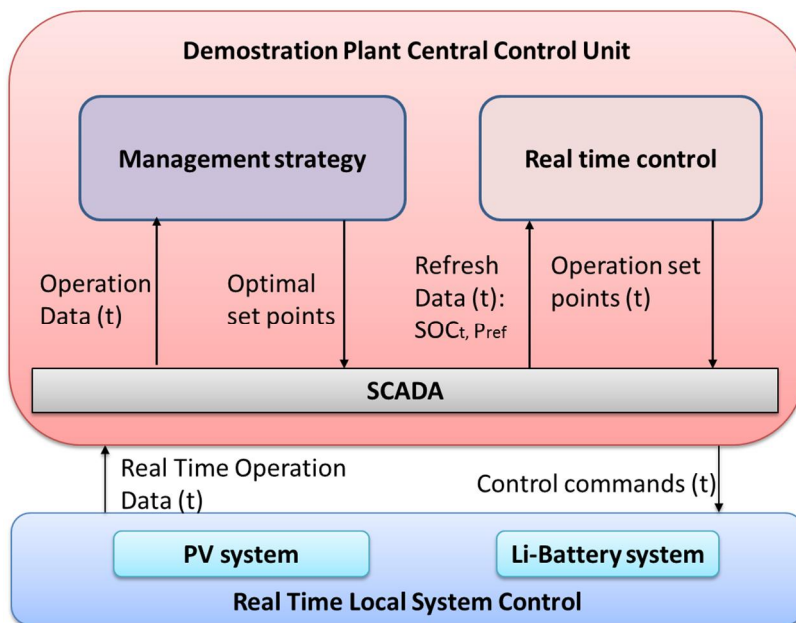 Demostration Plant Central Control Unit
Management strategy
Real time control
Operation
Data (t)
Optimal
set points
Refresh
Data (t):
SOCt, Pref
Operation set
points (t)
SCADA
Real Time Operation
Data (t)
Control commands (t)
PV system
Li-Battery system
Real Time Local System Control